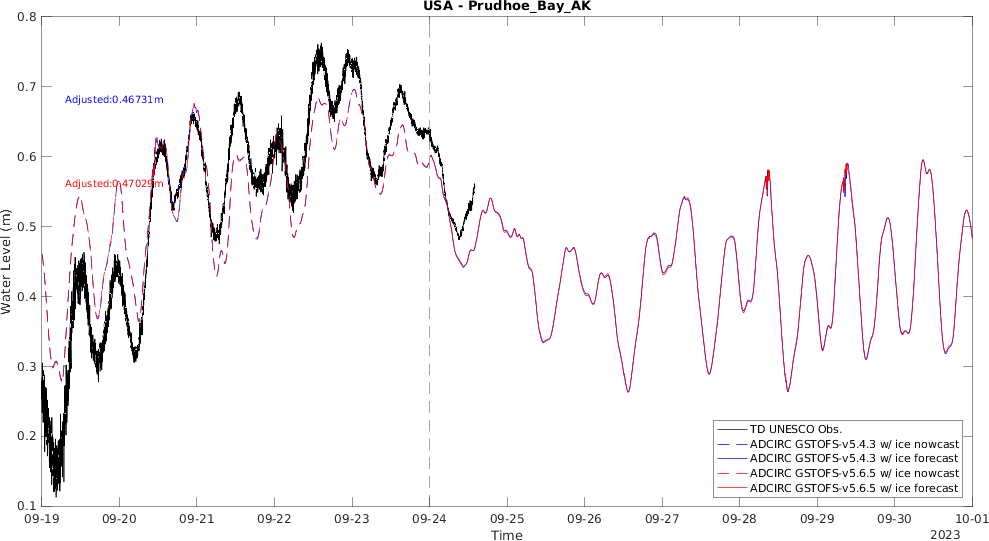 USA - Prudhoe_Bay_AK
0.8
0.7
0.6
0.5
0.4
0.3
0.2
0.1
Water Level (m)
Adjusted:0.46731m
Adjusted:0.47029m
TD UNESCO Obs.
ADCIRC GSTOFS-v5.4.3 w/ ice nowcast
ADCIRC GSTOFS-v5.4.3 w/ ice forecast
ADCIRC GSTOFS-v5.6.5 w/ ice nowcast
ADCIRC GSTOFS-v5.6.5 w/ ice forecast
09-19 09-20 09-21 09-22 09-23 09-24 09-25 09-26 09-27 09-28 09-29 09-30 10-01
Time
2023